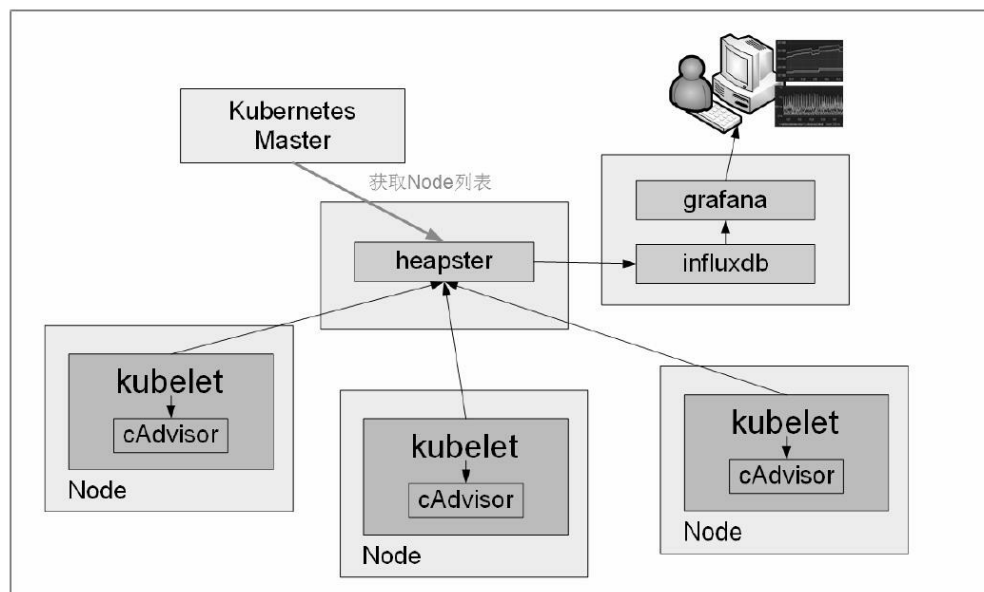 Kubernetes
Master
获取Node列表
grafana
heapster
influxdb
kubelet
cAdvisor
Node
kubelet
cAdvisor
Node
kubelet
cAdvisor
Node